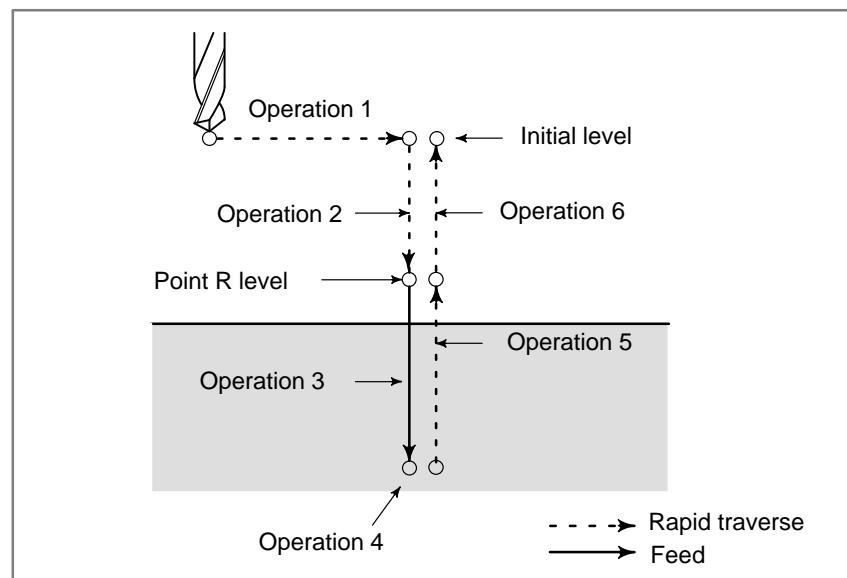 Operation 1
Initial level
Operation 2
Operation 6
Point R level
Operation 5
Operation 3
Operation 4
Rapid traverse
Feed